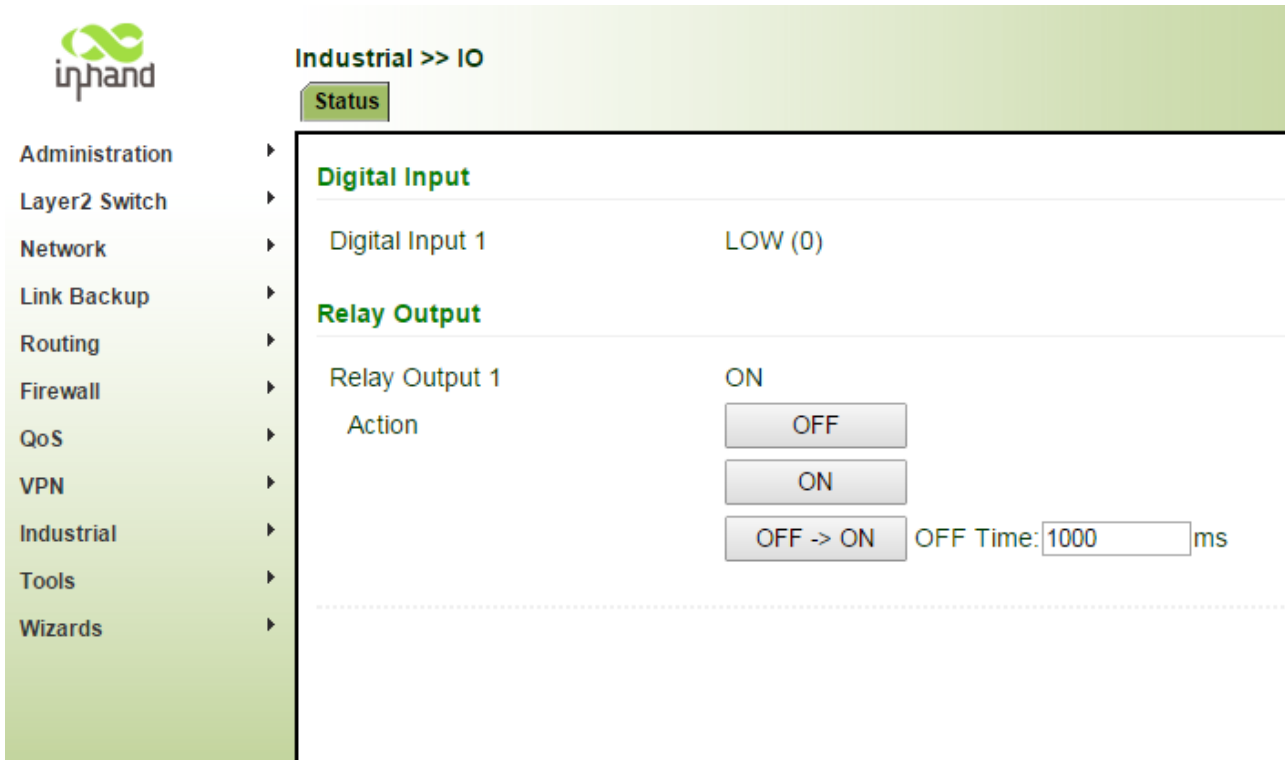 inhand
Industrial >> IO
Status
Administration
Layer2 Switch
Network
Link Backup
Routing
Firewall
QoS
VPN
Industrial
Tools
Wizards
Digital Input
Digital Input 1 LOW (0)
Relay Output
Relay Output 1 ON
Action OFF
ON
OFF -> ON OFF Time: 1000 ms